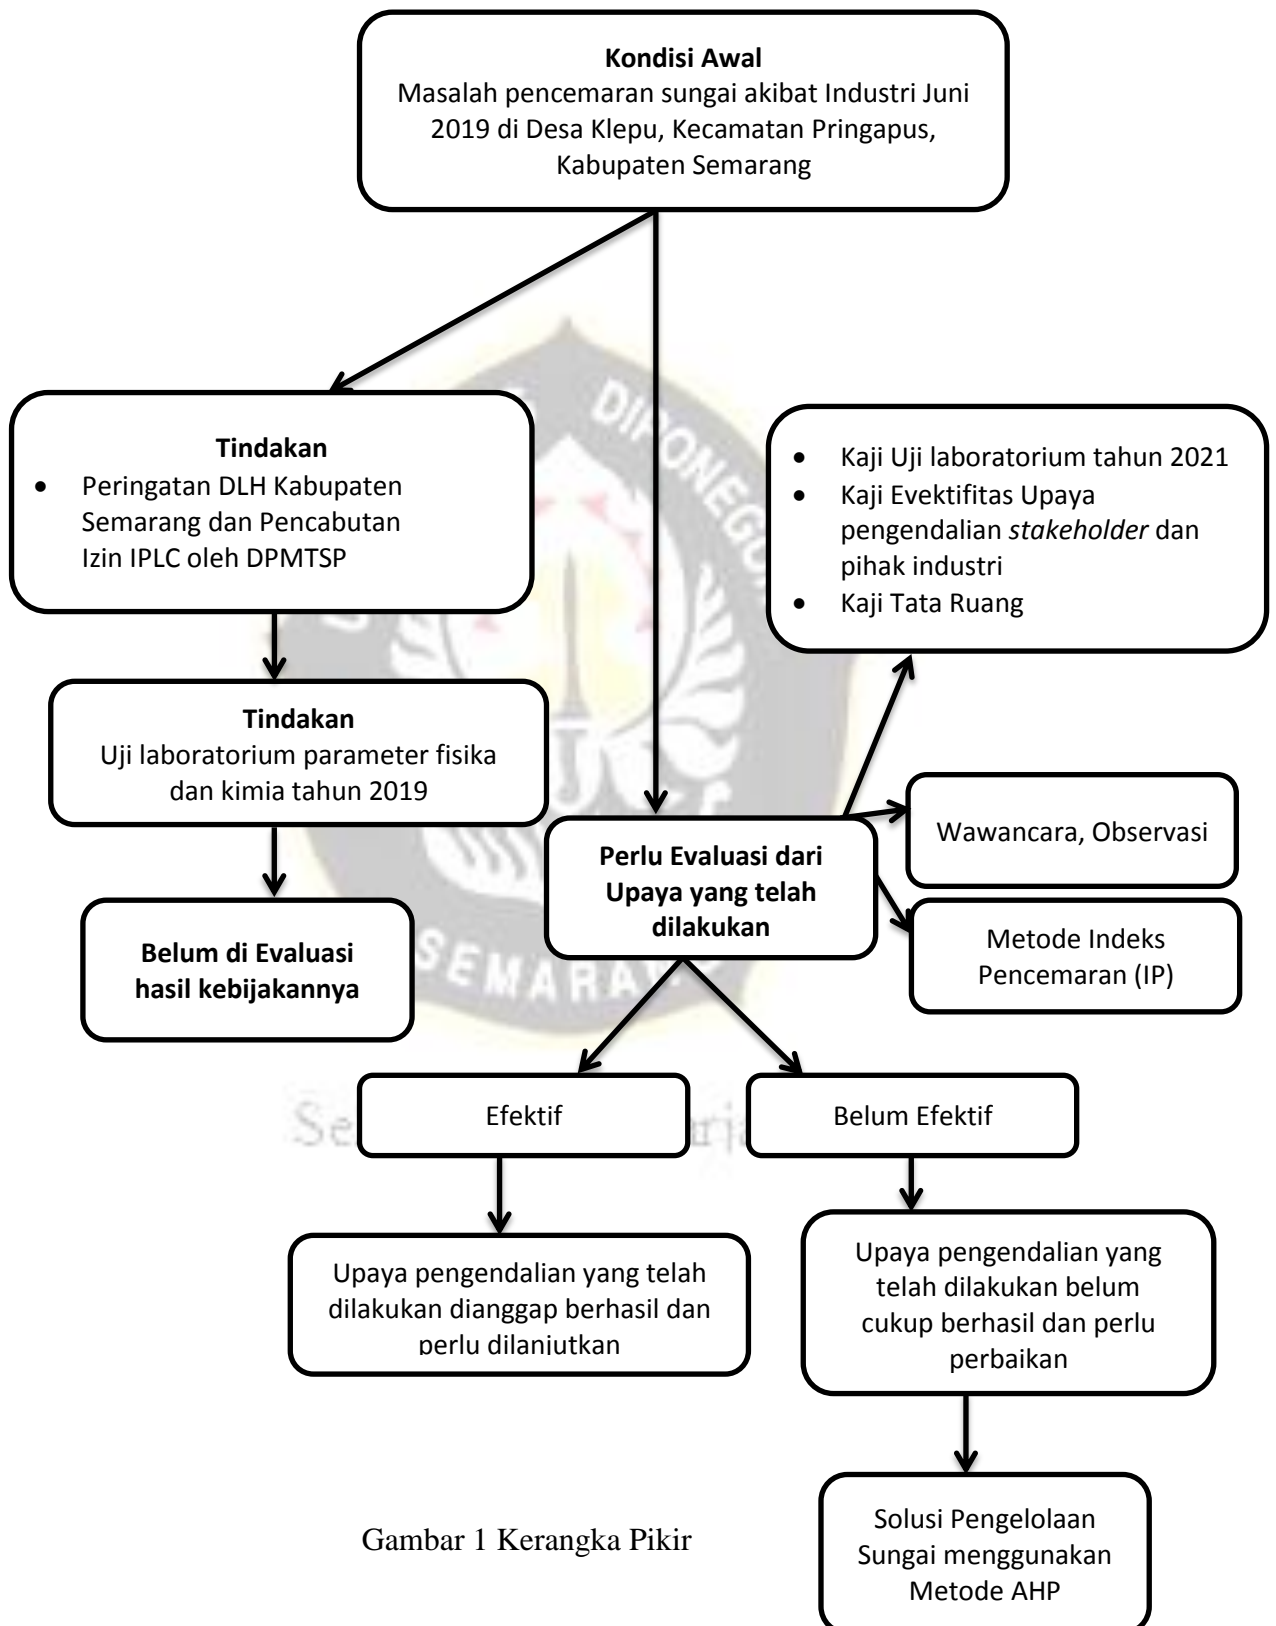 Kondisi Awal
Masalah pencemaran sungai akibat Industri Juni
2019 di Desa Klepu, Kecamatan Pringapus,
Kabupaten Semarang
Tindakan
• Peringatan DLH Kabupaten
Semarang dan Pencabutan
Izin IPLC oleh DPMTSP
• Kaji Uji laboratorium tahun 2021
• Kaji Evektifitas Upaya
pengendalian stakeholder dan
pihak industri
• Kaji Tata Ruang
Tindakan
Uji laboratorium parameter fisika
dan kimia tahun 2019
Wawancara, Observasi
Perlu Evaluasi dari
Upaya yang telah
dilakukan
Metode Indeks
Pencemaran (IP)
Belum di Evaluasi
hasil kebijakannya
Efektif
Belum Efektif
Upaya pengendalian yang telah
dilakukan dianggap berhasil dan
perlu dilanjutkan
Upaya pengendalian yang
telah dilakukan belum
cukup berhasil dan perlu
perbaikan
Solusi Pengelolaan
Sungai menggunakan
Metode AHP
Gambar 1 Kerangka Pikir
SEMARA